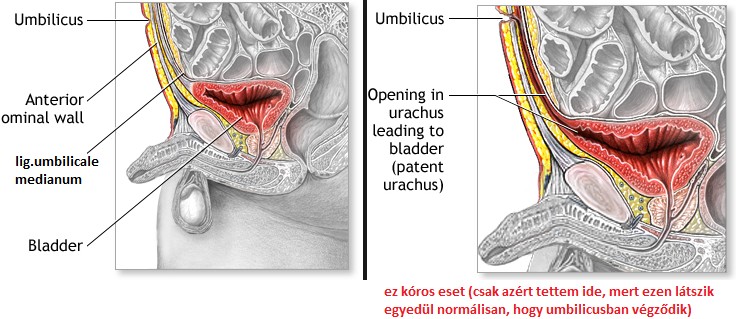 Umbilicus
Anterior
ominal wall
lig.umbilicale
medianum
Bladder
Umbilicus
Opening in
urachus
leading to
bladder
(patent
urachus)
ez kóros eset (csak azért tettem ide, mert ezen látszik
egyedül normálisan, hogy umbilicusban végződik)